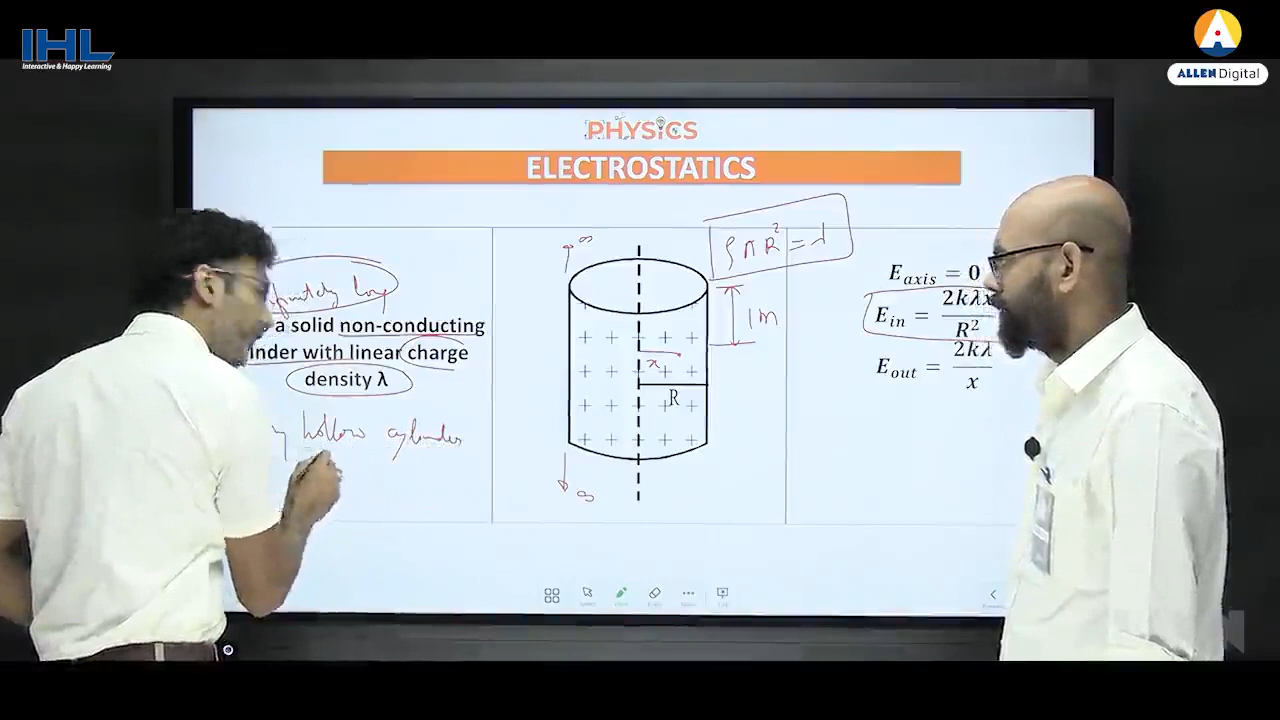 IHL
Interactive & Happy Learning
ALLEN Digital
PHYSICS
ELECTROSTATICS
a solid non-conducting
inder with linear charge
density λ
hollow cylinder
∞
∞
ρπR² = λ
1m
x
R
E_axis = 0
E_in = 2kλx / R²
E_out = 2kλ / x